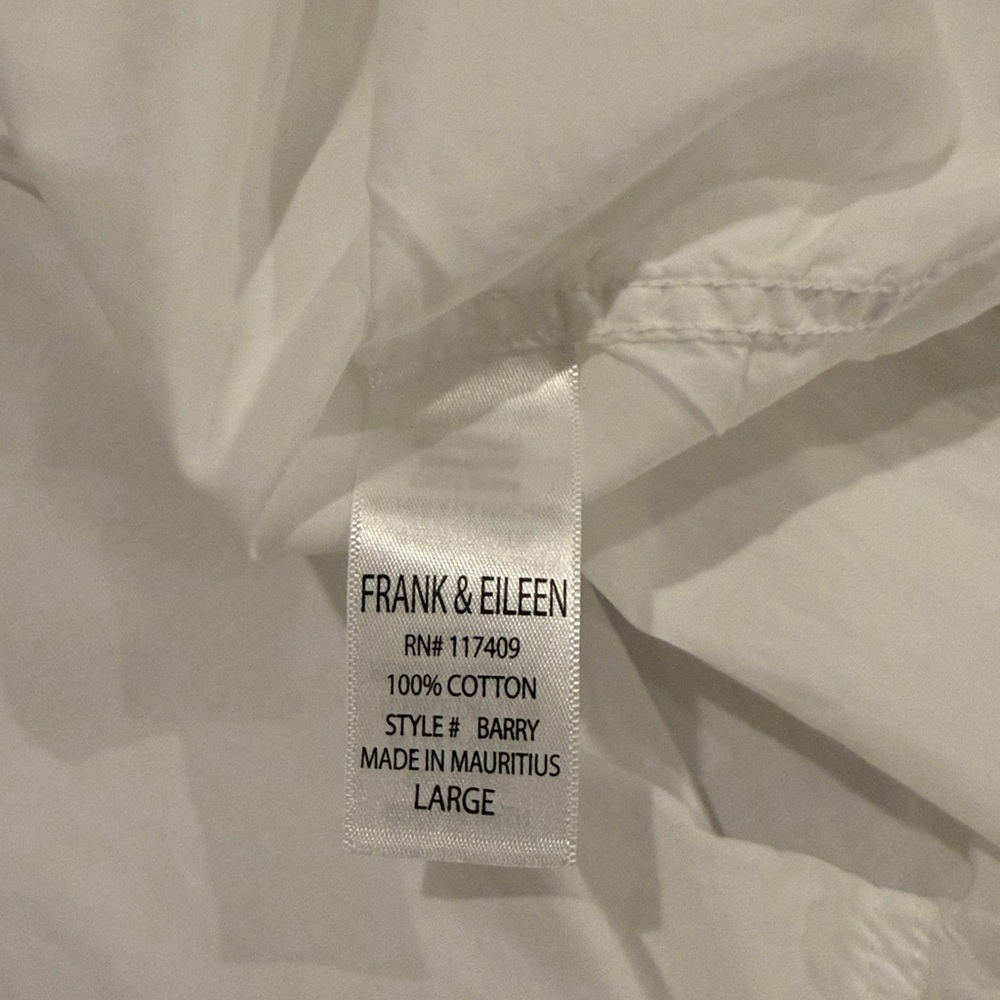 FRANK & EILEEN
RN# 117409
100% COTTON
STYLE # BARRY
MADE IN MAURITIUS
LARGE